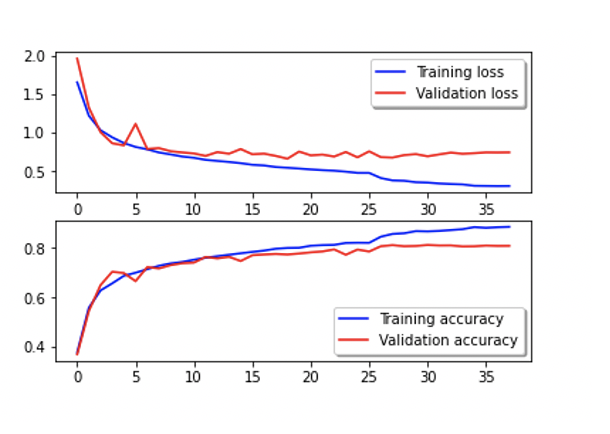 2.0
1.5
1.0
0.5
Training loss
Validation loss
0 5 10 15 20 25 30 35
0.8
0.6
0.4
Training accuracy
Validation accuracy
0 5 10 15 20 25 30 35